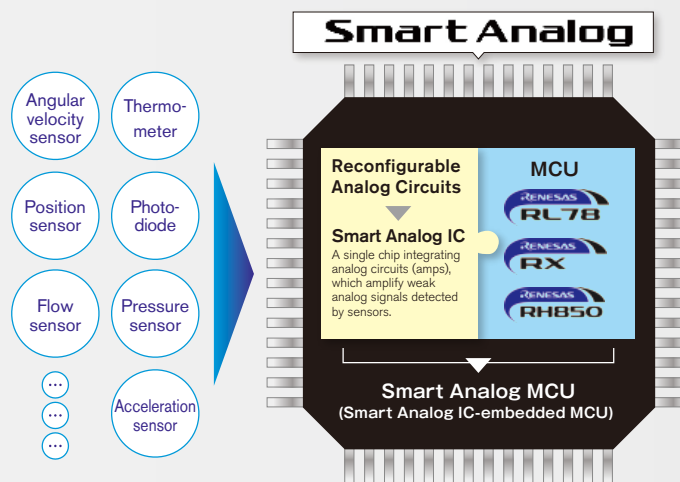 Smart Analog
Angular
velocity
sensor
Thermo-
meter
Position
sensor
Photo-
diode
Flow
sensor
Pressure
sensor
...
...
...
Acceleration
sensor
Reconfigurable
Analog Circuits
Smart Analog IC
A single chip integrating
analog circuits (amps),
which amplify weak
analog signals detected
by sensors.
MCU
RENESAS
RL78
RENESAS
RX
RENESAS
RH850
Smart Analog MCU
(Smart Analog IC-embedded MCU)